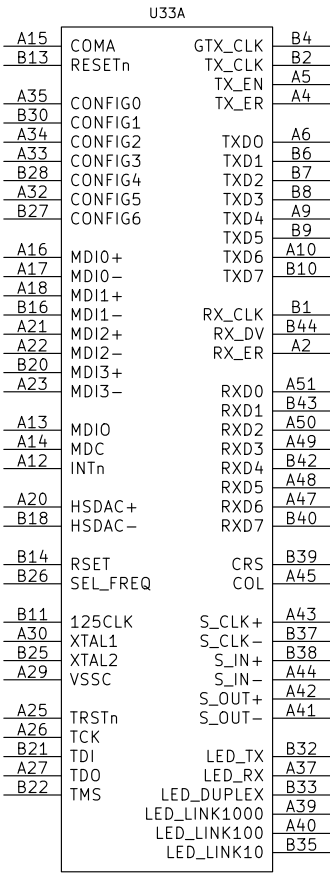 U33A
A15 COMA GTX_CLK B4
B13 RESETn TX_CLK B2
TX_EN A5
A35 CONFIG0 TX_ER A4
B30 CONFIG1
A34 CONFIG2 TXD0 A6
A33 CONFIG3 TXD1 B6
B28 CONFIG4 TXD2 B7
A32 CONFIG5 TXD3 B8
B27 CONFIG6 TXD4 A9
TXD5 B9
A16 MDI0+ TXD6 A10
A17 MDI0- TXD7 B10
A18 MDI1+
B16 MDI1- RX_CLK B1
A21 MDI2+ RX_DV B44
A22 MDI2- RX_ER A2
B20 MDI3+
A23 MDI3- RXD0 A51
RXD1 B43
A13 MDIO RXD2 A50
A14 MDC RXD3 A49
A12 INTn RXD4 B42
RXD5 A48
A20 HSDAC+ RXD6 A47
B18 HSDAC- RXD7 B40
B14 RSET CRS B39
B26 SEL_FREQ COL A45
B11 125CLK S_CLK+ A43
A30 XTAL1 S_CLK- B37
B25 XTAL2 S_IN+ B38
A29 VSSC S_IN- A44
S_OUT+ A42
A25 TRSTn S_OUT- A41
A26 TCK
B21 TDI LED_TX B32
A27 TDO LED_RX A37
B22 TMS LED_DUPLEX B33
LED_LINK1000 A39
LED_LINK100 A40
LED_LINK10 B35